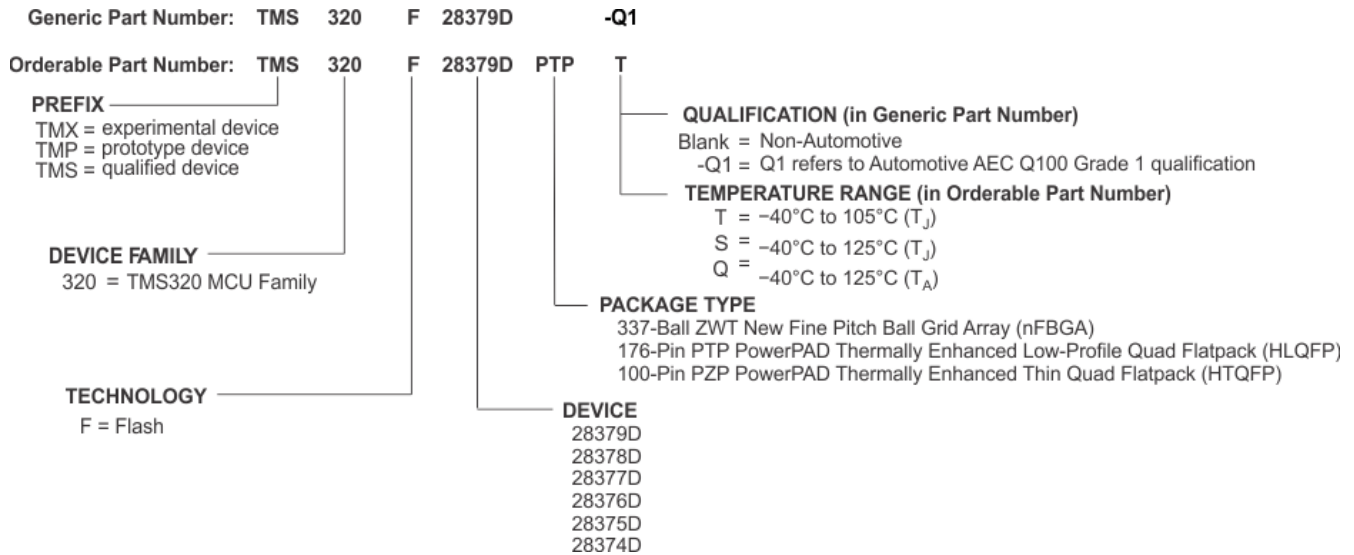 Generic Part Number: TMS 320 F 28379D -Q1
Orderable Part Number: TMS 320 F 28379D PTP T
PREFIX
TMX = experimental device
TMP = prototype device
TMS = qualified device
QUALIFICATION (in Generic Part Number)
Blank = Non-Automotive
-Q1 = Q1 refers to Automotive AEC Q100 Grade 1 qualification
TEMPERATURE RANGE (in Orderable Part Number)
T = −40°C to 105°C (TJ)
S = −40°C to 125°C (TJ)
Q = −40°C to 125°C (TA)
DEVICE FAMILY
320 = TMS320 MCU Family
PACKAGE TYPE
337-Ball ZWT New Fine Pitch Ball Grid Array (nFBGA)
176-Pin PTP PowerPAD Thermally Enhanced Low-Profile Quad Flatpack (HLQFP)
100-Pin PZP PowerPAD Thermally Enhanced Thin Quad Flatpack (HTQFP)
TECHNOLOGY
F = Flash
DEVICE
28379D
28378D
28377D
28376D
28375D
28374D